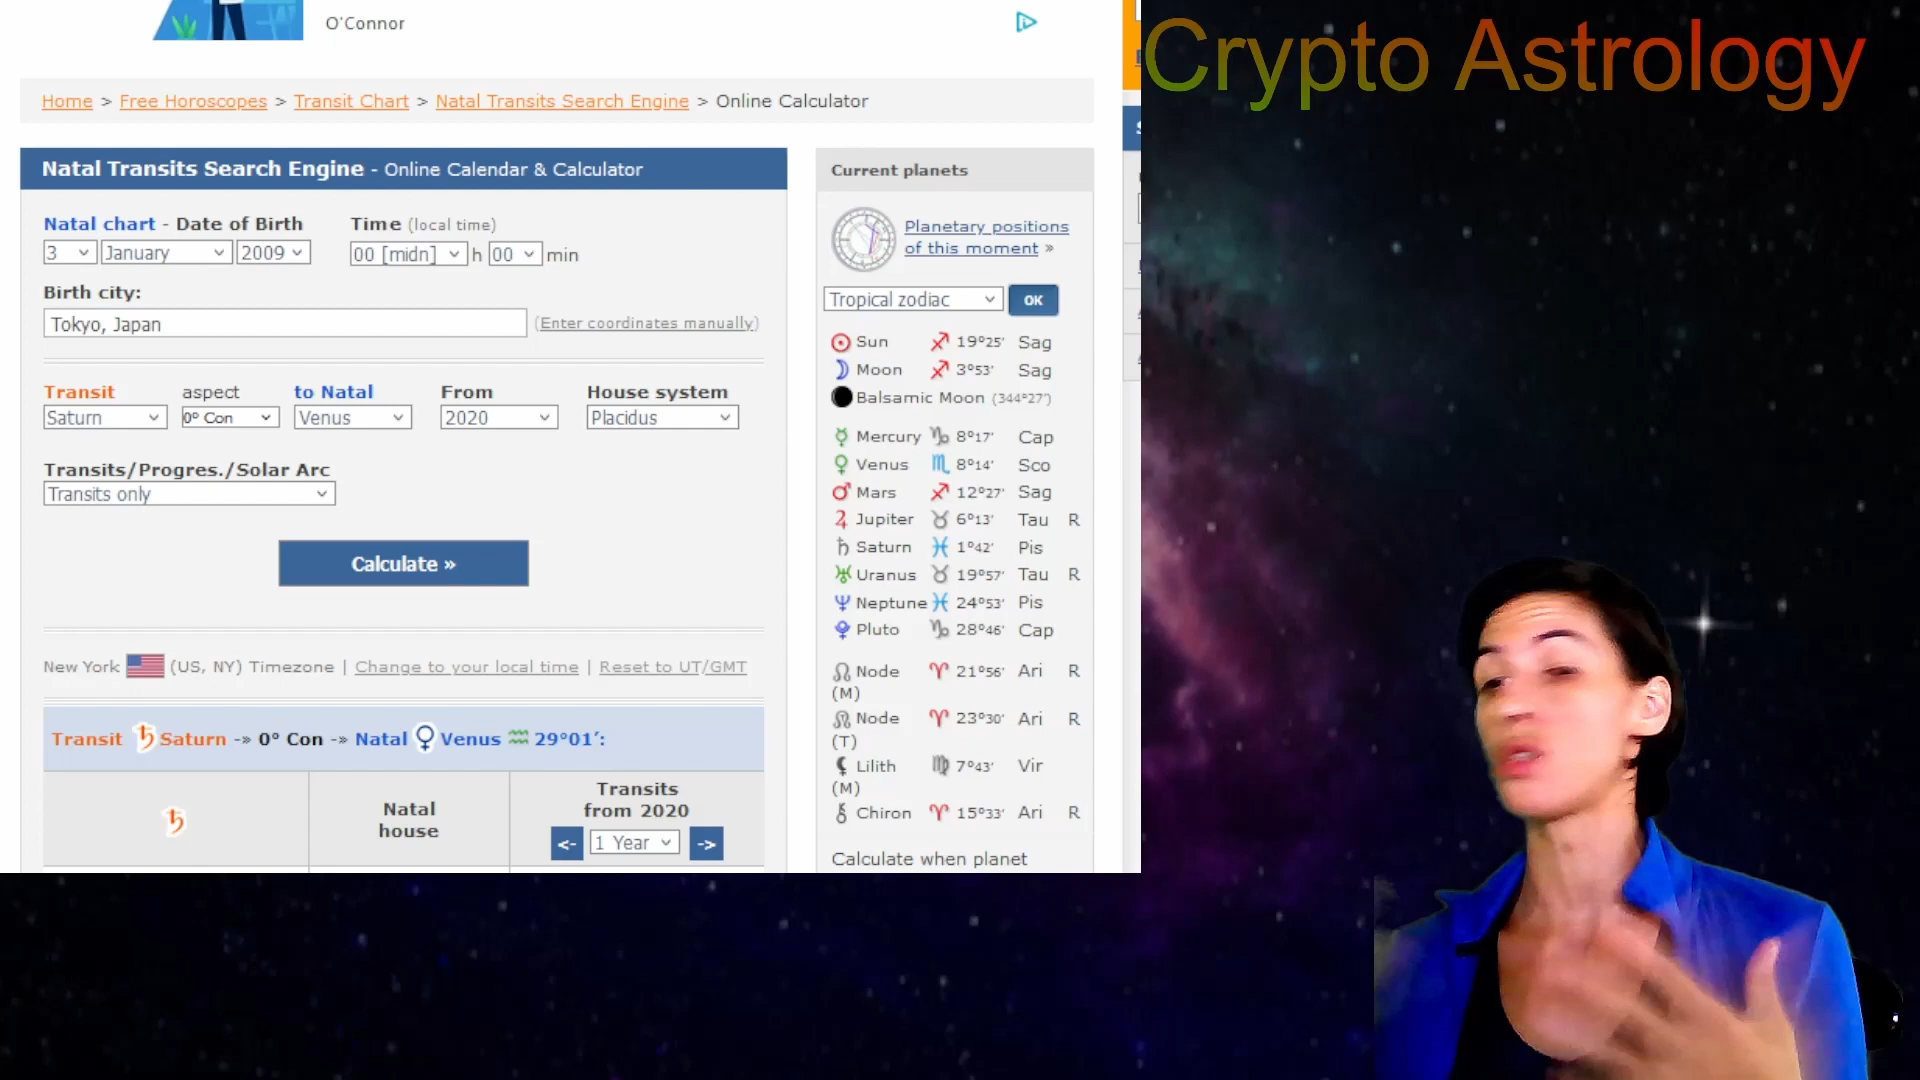 O'Connor
Crypto Astrology
Home > Free Horoscopes > Transit Chart > Natal Transits Search Engine > Online Calculator
Natal Transits Search Engine - Online Calendar & Calculator
Natal chart - Date of Birth Time (local time)
3 January 2009 00 [midn] h 00 min
Birth city:
Tokyo, Japan (Enter coordinates manually)
Transit aspect to Natal From House system
Saturn 0° Con Venus 2020 Placidus
Transits/Progres./Solar Arc
Transits only
Calculate »
New York (US, NY) Timezone | Change to your local time | Reset to UT/GMT
Transit ♄ Saturn -» 0° Con -» Natal ♀ Venus ♒ 29°01′:
♄
Natal
house
Transits
from 2020
<- 1 Year ->
Current planets
Planetary positions
of this moment »
Tropical zodiac OK
☉ Sun ♐ 19°25' Sag
☽ Moon ♐ 3°53' Sag
Balsamic Moon (344°27')
☿ Mercury ♑ 8°17' Cap
♀ Venus ♏ 8°14' Sco
♂ Mars ♐ 12°27' Sag
♃ Jupiter ♉ 6°13' Tau R
♄ Saturn ♓ 1°42' Pis
♅ Uranus ♉ 19°57' Tau R
♆ Neptune ♓ 24°53' Pis
Pluto ♑ 28°46' Cap
☊ Node ♈ 21°56' Ari R
(M)
☊ Node ♈ 23°30' Ari R
(T)
⚸ Lilith ♍ 7°43' Vir
(M)
⚷ Chiron ♈ 15°33' Ari R
Calculate when planet